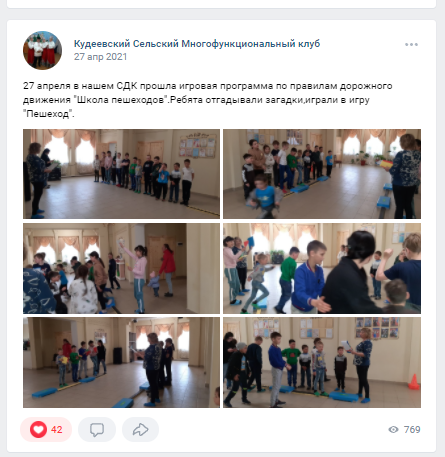 Кудеевский Сельский Многофункциональный клуб
27 апр 2021
27 апреля в нашем СДК прошла игровая программа по правилам дорожного
движения "Школа пешеходов".Ребята отгадывали загадки,играли в игру
"Пешеход".
42
769